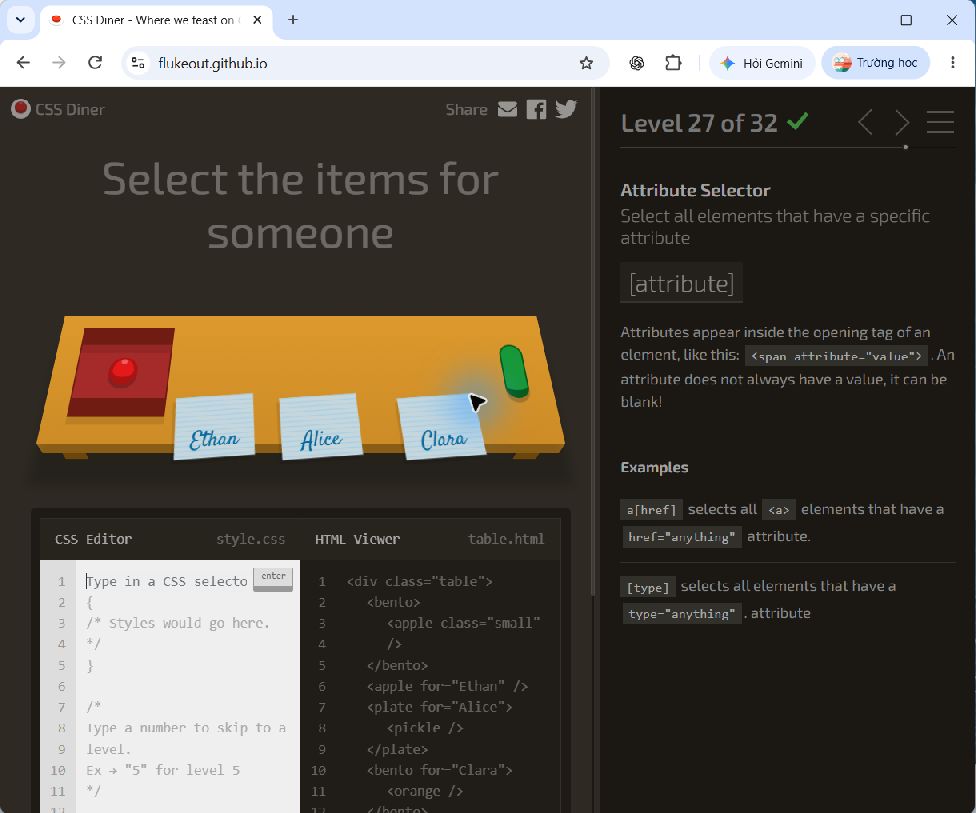 CSS Diner - Where we feast on
flukeout.github.io
Hỏi Gemini
Trường học
CSS Diner
Share
Select the items for
someone
Ethan
Alice
Clara
CSS Editor
style.css
1 Type in a CSS selecto
enter
2 {
3 /* Styles would go here.
4 */
5 }
6
7 /*
8 Type a number to skip to a
9 level.
10 Ex → "5" for level 5
11 */
12
HTML Viewer
table.html
1 <div class="table">
2 <bento>
3 <apple class="small"
4 />
5 </bento>
6 <apple for="Ethan" />
7 <plate for="Alice">
8 <pickle />
9 </plate>
10 <bento for="Clara">
11 <orange />
12 </bento>
Level 27 of 32
Attribute Selector
Select all elements that have a specific
attribute
[attribute]
Attributes appear inside the opening tag of an
element, like this: <span attribute="value"> . An
attribute does not always have a value, it can be
blank!
Examples
a[href] selects all <a> elements that have a
href="anything" attribute.
[type] selects all elements that have a
type="anything" . attribute